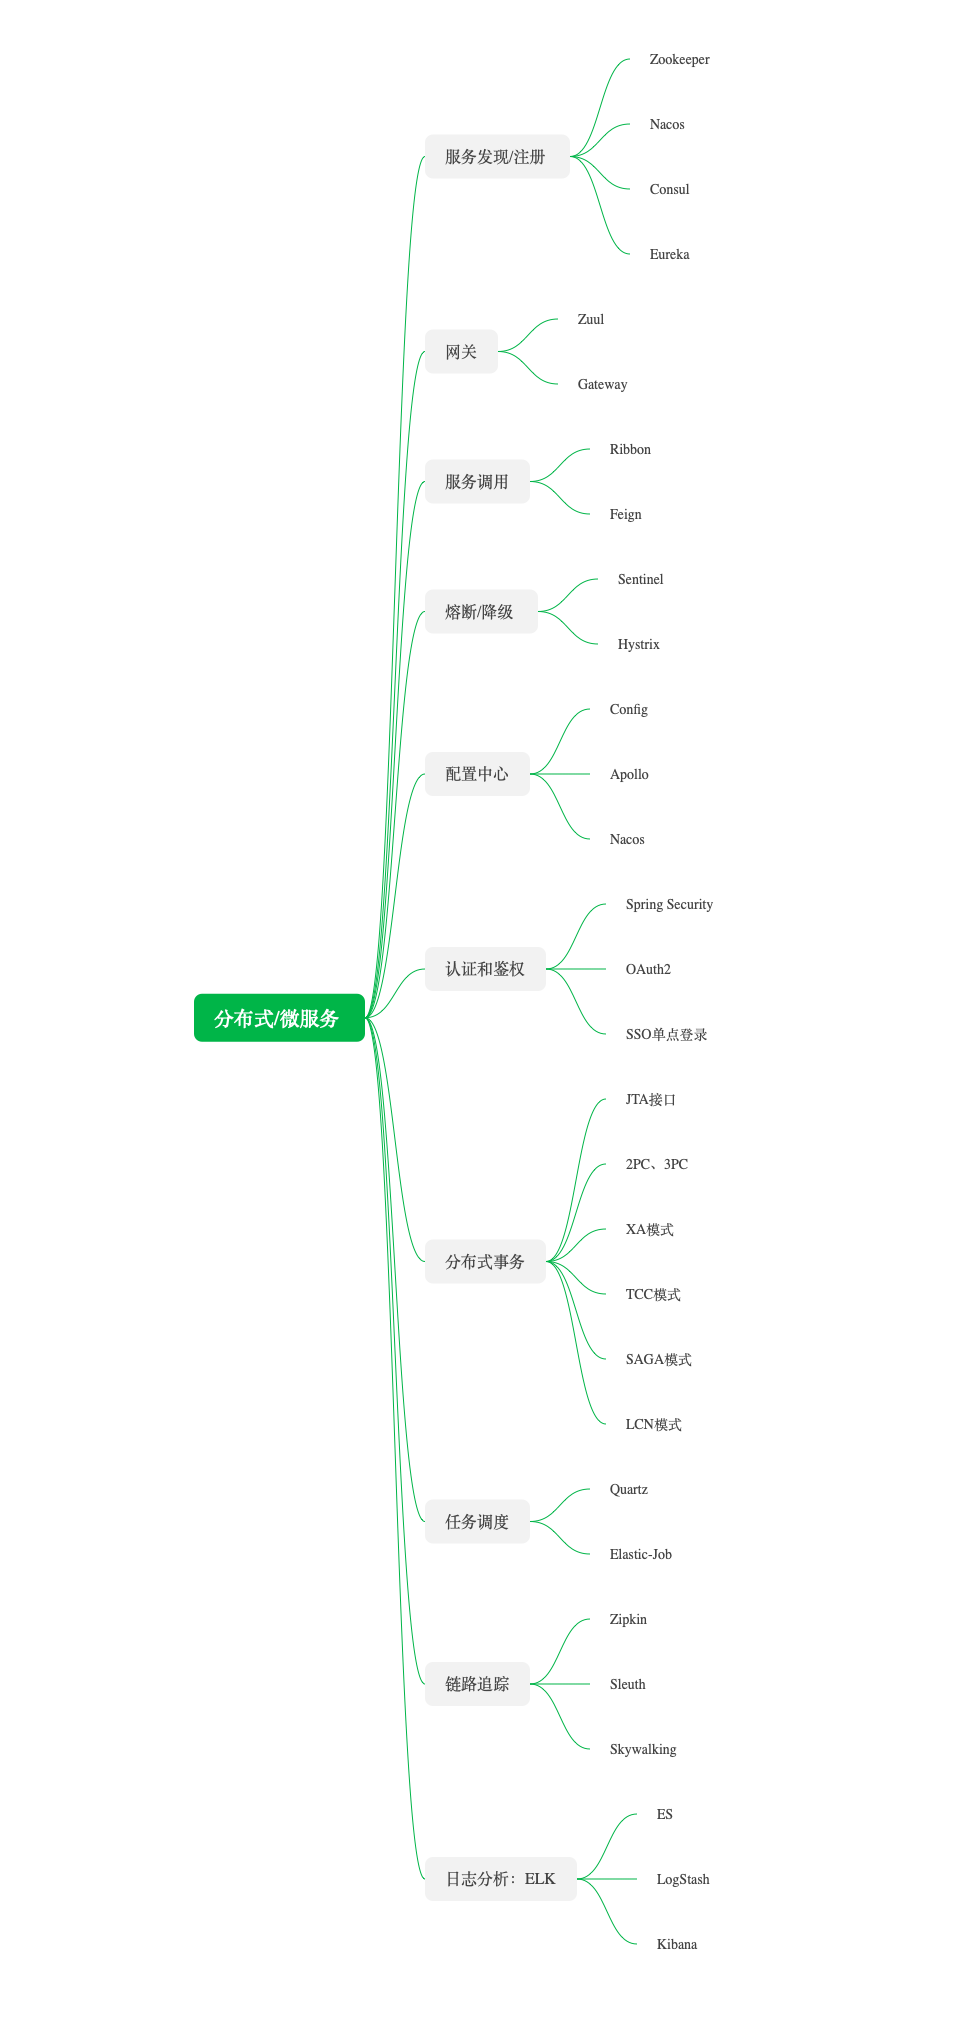 分布式/微服务
服务发现/注册
Zookeeper
Nacos
Consul
Eureka
网关
Zuul
Gateway
服务调用
Ribbon
Feign
熔断/降级
Sentinel
Hystrix
配置中心
Config
Apollo
Nacos
认证和鉴权
Spring Security
OAuth2
SSO单点登录
分布式事务
JTA接口
2PC、3PC
XA模式
TCC模式
SAGA模式
LCN模式
任务调度
Quartz
Elastic-Job
链路追踪
Zipkin
Sleuth
Skywalking
日志分析：ELK
ES
LogStash
Kibana